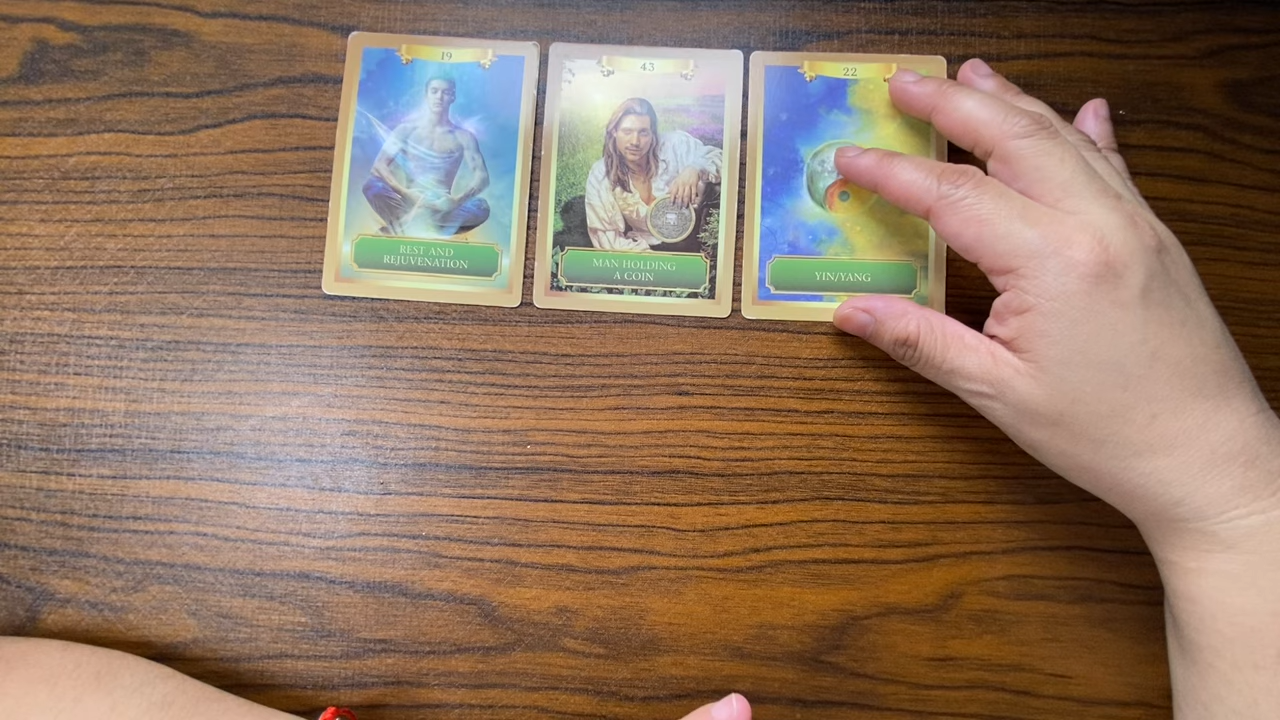 19
REST AND
REJUVENATION
43
MAN HOLDING
A COIN
22
YIN/YANG